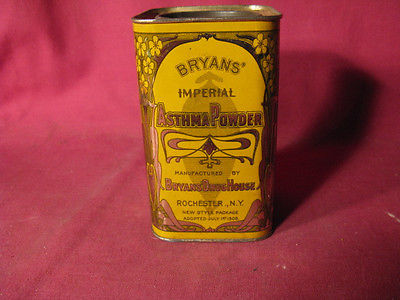 BRYANS'
IMPERIAL
ASTHMA POWDER
MANUFACTURED BY
BRYANS DRUG HOUSE
ROCHESTER., N.Y.
NEW STYLE PACKAGE
ADOPTED JULY 1ST 1908